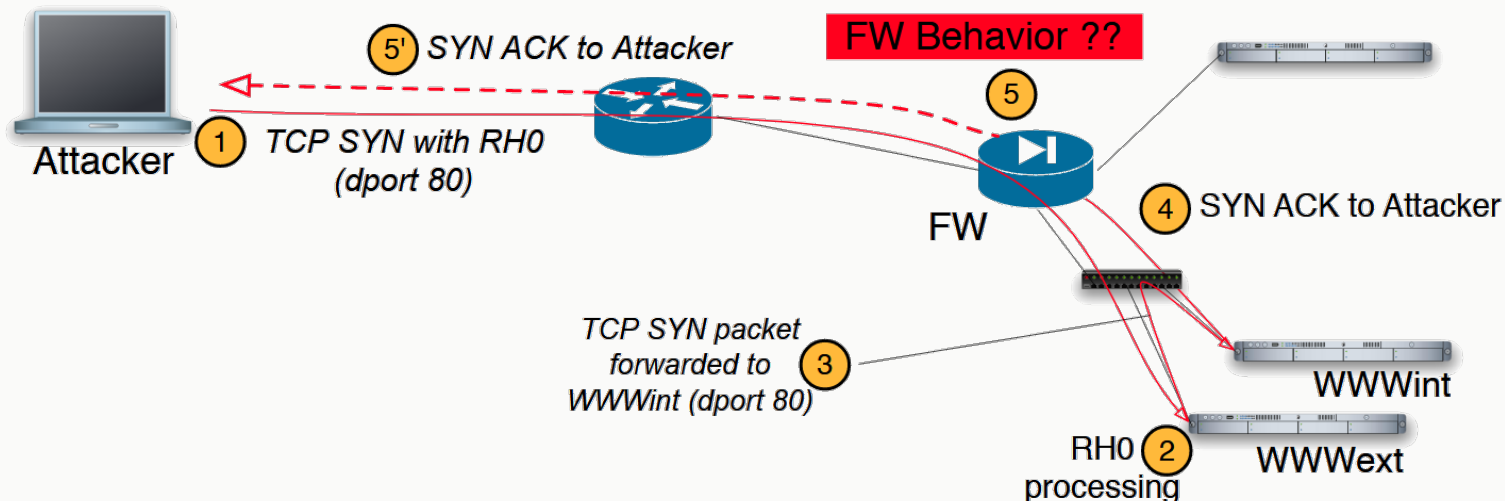 FW Behavior ??
5' SYN ACK to Attacker
5
1 TCP SYN with RH0
(dport 80)
Attacker
FW
4 SYN ACK to Attacker
TCP SYN packet
forwarded to
WWWint (dport 80)
3
WWWint
RH0
processing
2
WWWext